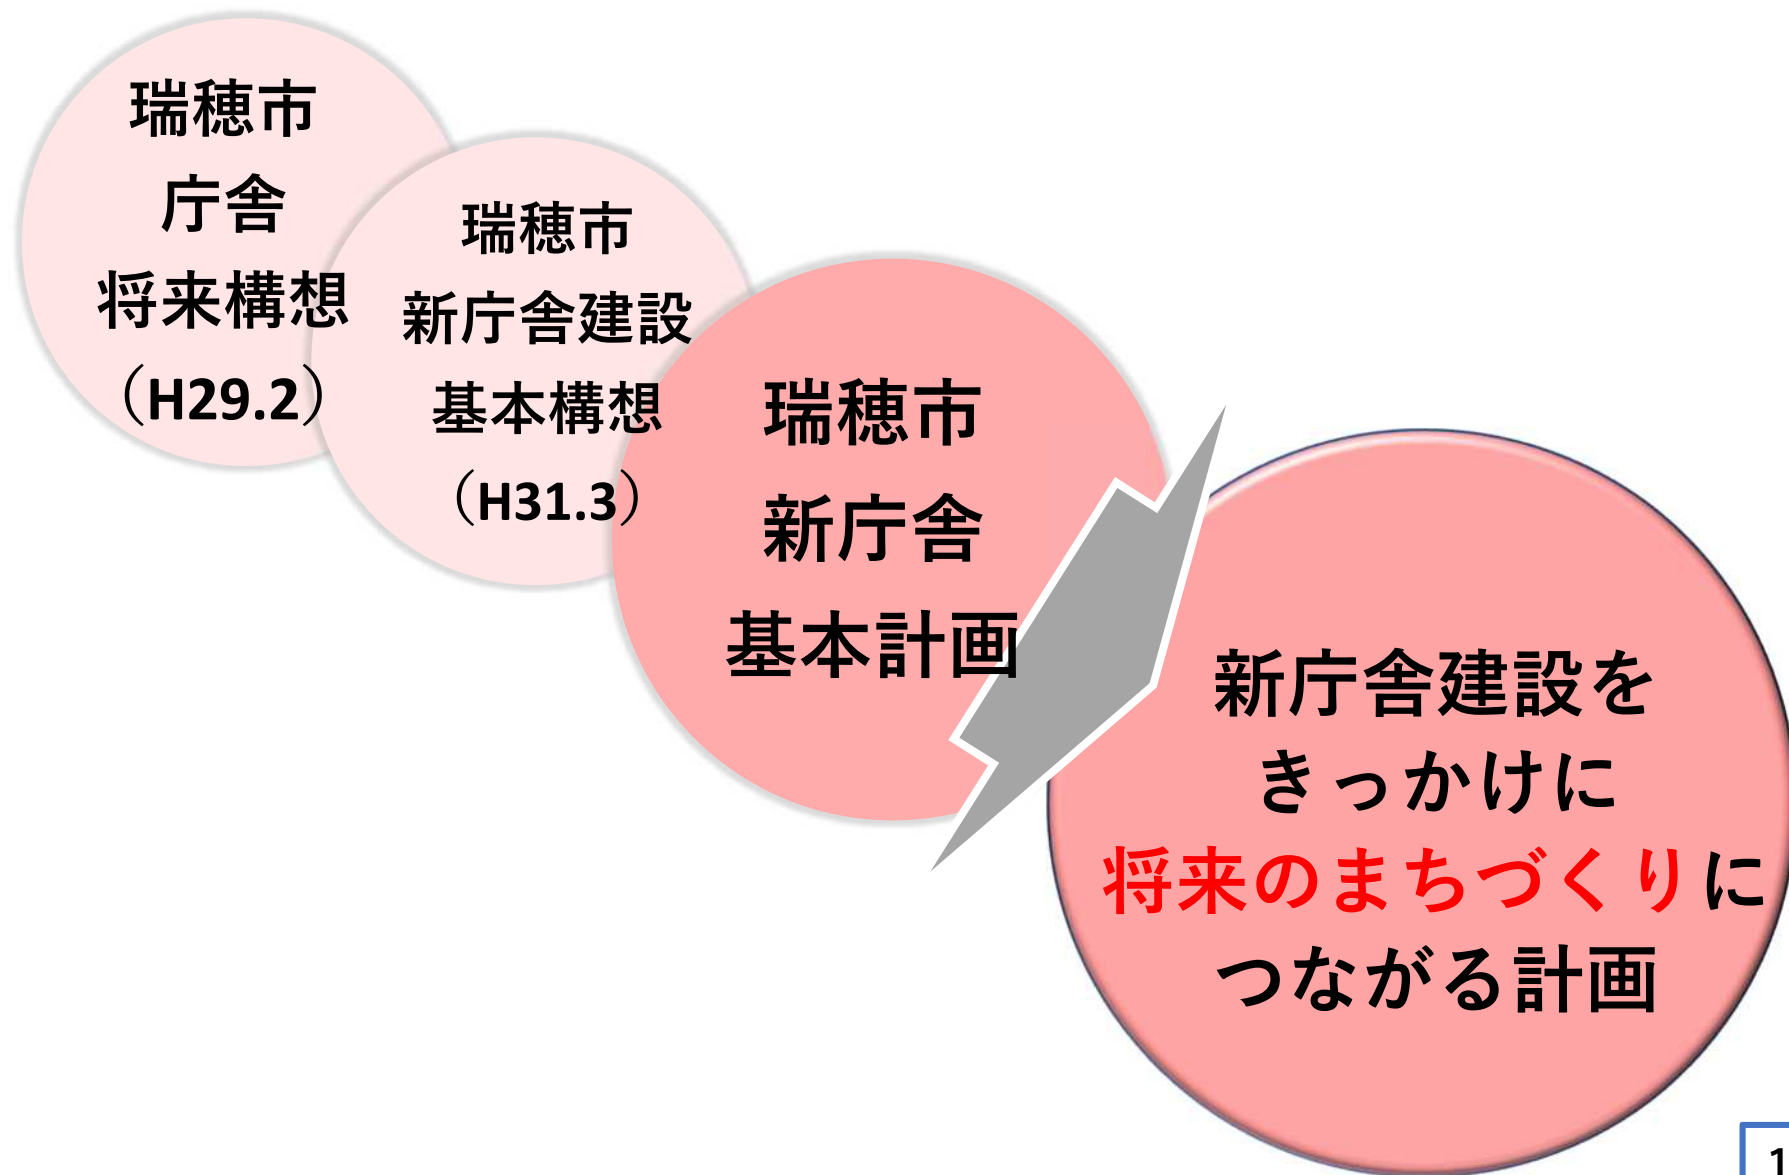 瑞穂市
庁舎
将来構想
（H29.2）
瑞穂市
新庁舎建設
基本構想
（H31.3）
瑞穂市
新庁舎
基本計画
新庁舎建設を
きっかけに
将来のまちづくりに
つながる計画
1